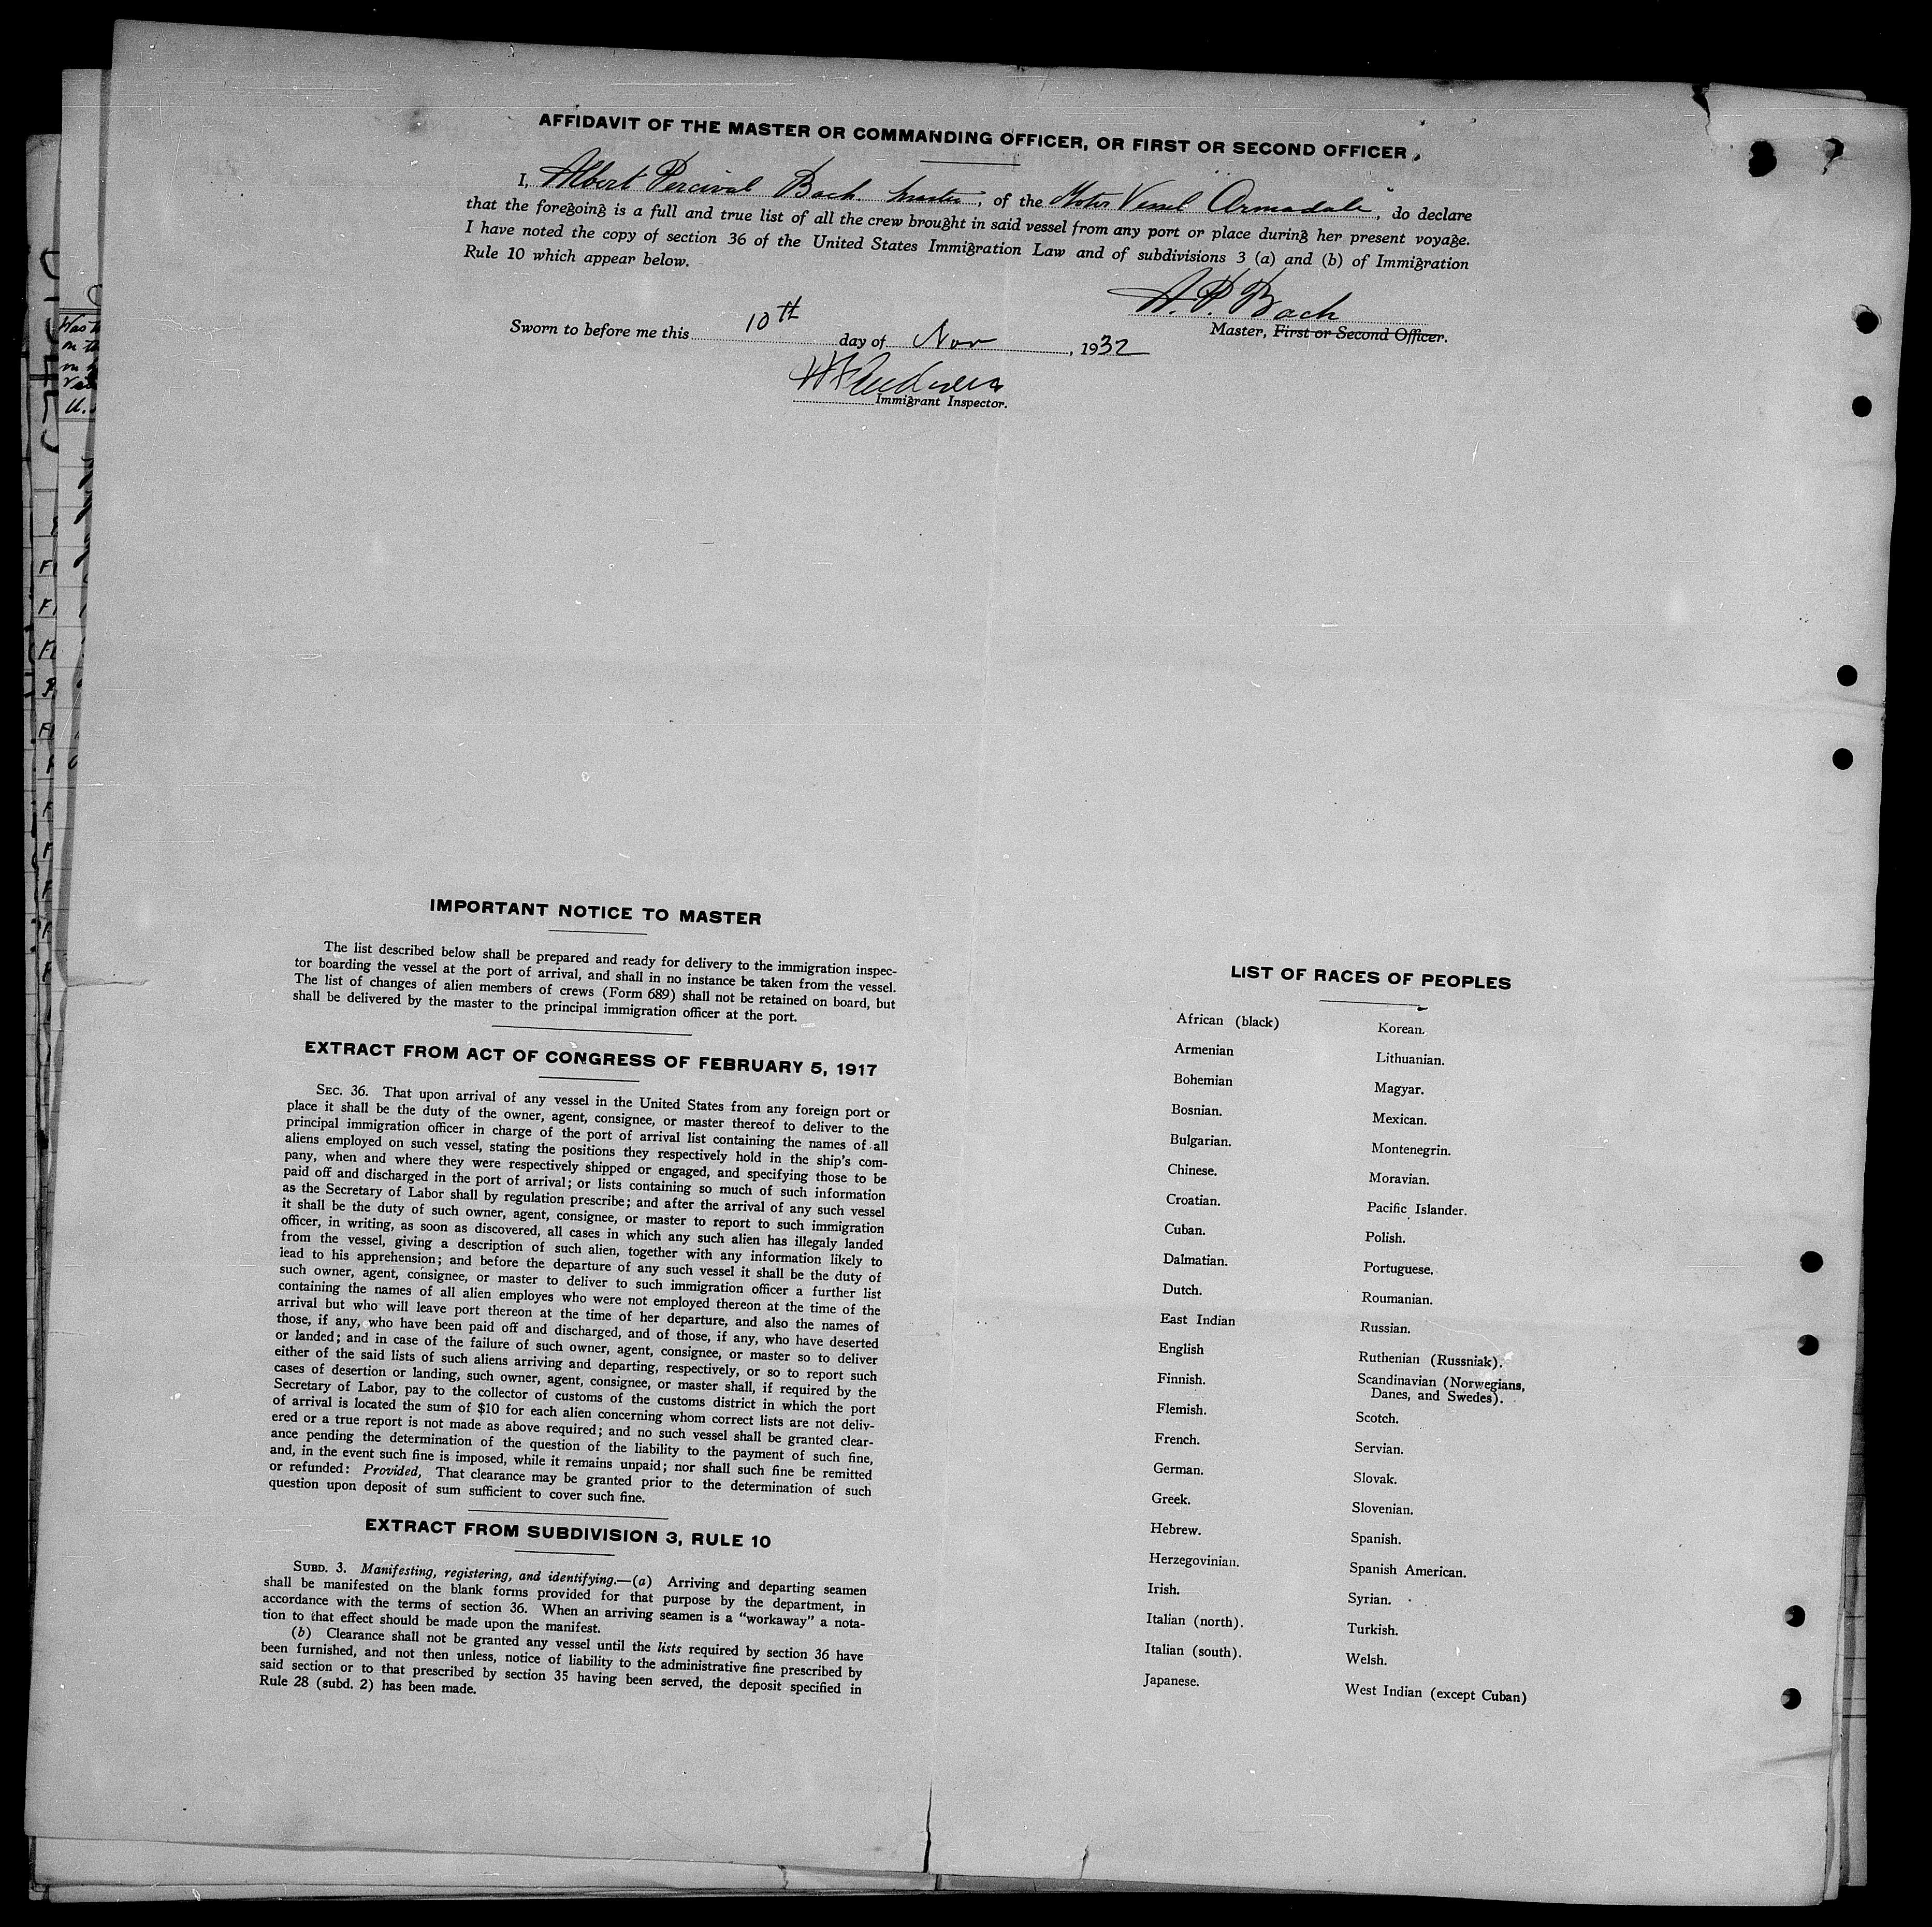 AFFIDAVIT OF THE MASTER OR COMMANDING OFFICER, OR FIRST OR SECOND OFFICER
I, Albert Percival Bach. Master, of the Motor Vessel "Armadale", do declare
that the foregoing is a full and true list of all the crew brought in said vessel from any port or place during her present voyage.
I have noted the copy of section 36 of the United States Immigration Law and of subdivisions 3 (a) and (b) of Immigration
Rule 10 which appear below.
A. P. Bach
Master, First or Second Officer.
Sworn to before me this 10th day of Nov, 1932
Immigrant Inspector.
IMPORTANT NOTICE TO MASTER
The list described below shall be prepared and ready for delivery to the immigration inspec-
tor boarding the vessel at the port of arrival, and shall in no instance be taken from the vessel.
The list of changes of alien members of crews (Form 689) shall not be retained on board, but
shall be delivered by the master to the principal immigration officer at the port.
EXTRACT FROM ACT OF CONGRESS OF FEBRUARY 5, 1917
SEC. 36. That upon arrival of any vessel in the United States from any foreign port or
place it shall be the duty of the owner, agent, consignee, or master thereof to deliver to the
principal immigration officer in charge of the port of arrival list containing the names of all
aliens employed on such vessel, stating the positions they respectively hold in the ship's com-
pany, when and where they were respectively shipped or engaged, and specifying those to be
paid off and discharged in the port of arrival; or lists containing so much of such information
as the Secretary of Labor shall by regulation prescribe; and after the arrival of any such vessel
it shall be the duty of such owner, agent, consignee, or master to report to such immigration
officer, in writing, as soon as discovered, all cases in which any such alien has illegaly landed
from the vessel, giving a description of such alien, together with any information likely to
lead to his apprehension; and before the departure of any such vessel it shall be the duty of
such owner, agent, consignee, or master to deliver to such immigration officer a further list
containing the names of all alien employes who were not employed thereon at the time of the
arrival but who will leave port thereon at the time of her departure, and also the names of
those, if any, who have been paid off and discharged, and of those, if any, who have deserted
or landed; and in case of the failure of such owner, agent, consignee, or master so to deliver
either of the said lists of such aliens arriving and departing, respectively, or so to report such
cases of desertion or landing, such owner, agent, consignee, or master shall, if required by the
Secretary of Labor, pay to the collector of customs of the customs district in which the port
of arrival is located the sum of $10 for each alien concerning whom correct lists are not deliv-
ered or a true report is not made as above required; and no such vessel shall be granted clear-
ance pending the determination of the question of the liability to the payment of such fine,
and, in the event such fine is imposed, while it remains unpaid; nor shall such fine be remitted
or refunded: Provided, That clearance may be granted prior to the determination of such
question upon deposit of sum sufficient to cover such fine.
EXTRACT FROM SUBDIVISION 3, RULE 10
SUBD. 3. Manifesting, registering, and identifying.—(a) Arriving and departing seamen
shall be manifested on the blank forms provided for that purpose by the department, in
accordance with the terms of section 36. When an arriving seamen is a "workaway" a nota-
tion to that effect should be made upon the manifest.
(b) Clearance shall not be granted any vessel until the lists required by section 36 have
been furnished, and not then unless, notice of liability to the administrative fine prescribed by
said section or to that prescribed by section 35 having been served, the deposit specified in
Rule 28 (subd. 2) has been made.
LIST OF RACES OF PEOPLES
African (black)
Armenian
Bohemian
Bosnian.
Bulgarian.
Chinese.
Croatian.
Cuban.
Dalmatian.
Dutch.
East Indian
English
Finnish.
Flemish.
French.
German.
Greek.
Hebrew.
Herzegovinian.
Irish.
Italian (north).
Italian (south).
Japanese.
Korean.
Lithuanian.
Magyar.
Mexican.
Montenegrin.
Moravian.
Pacific Islander.
Polish.
Portuguese.
Roumanian.
Russian.
Ruthenian (Russniak).
Scandinavian (Norwegians,
Danes, and Swedes).
Scotch.
Servian.
Slovak.
Slovenian.
Spanish.
Spanish American.
Syrian.
Turkish.
Welsh.
West Indian (except Cuban)